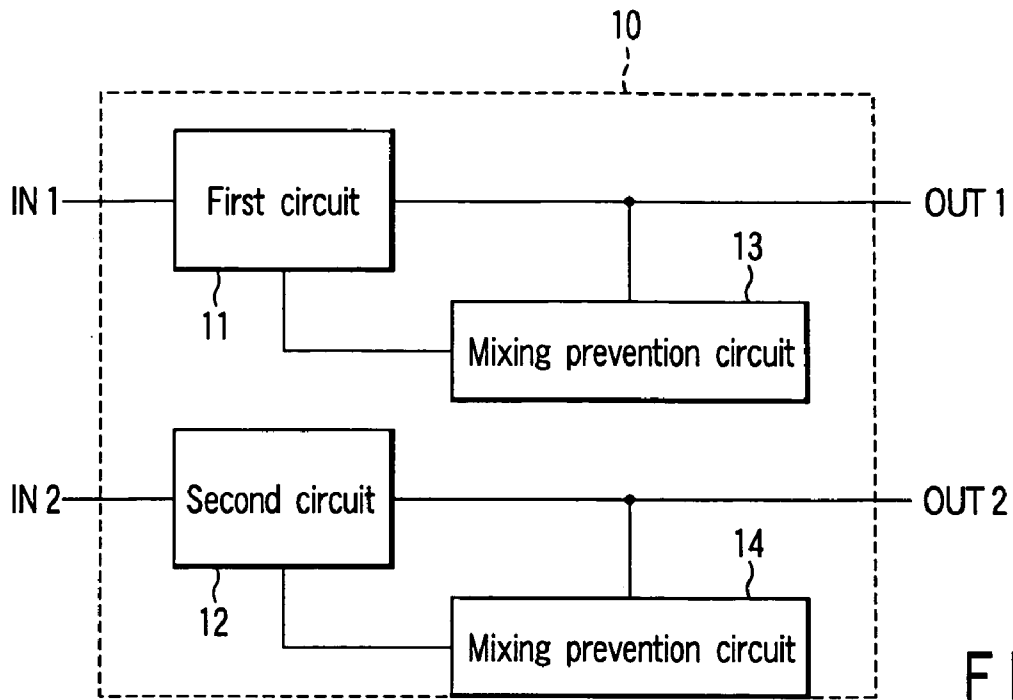 10
IN 1
First circuit
OUT 1
11
13
Mixing prevention circuit
IN 2
Second circuit
OUT 2
12
14
Mixing prevention circuit